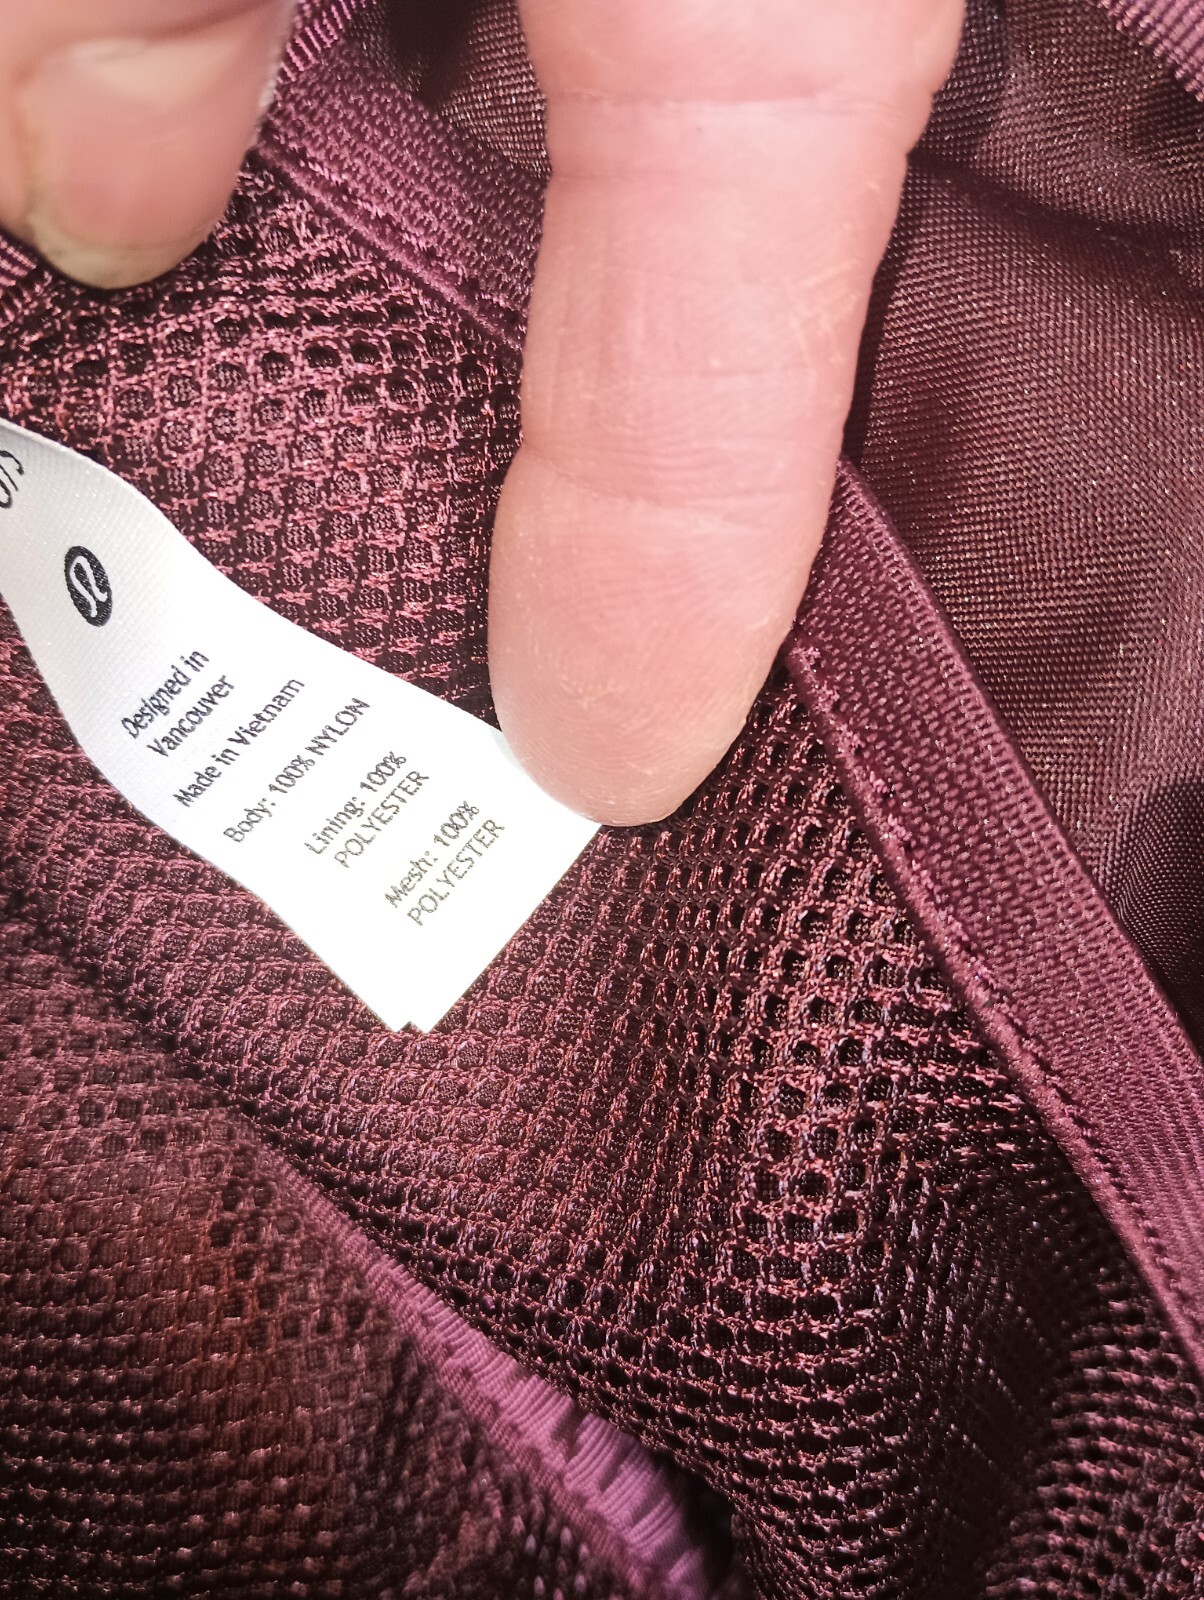 Designed in
Vancouver
Made in Vietnam
Body: 100% NYLON
Lining: 100%
POLYESTER
Mesh: 100%
POLYESTER